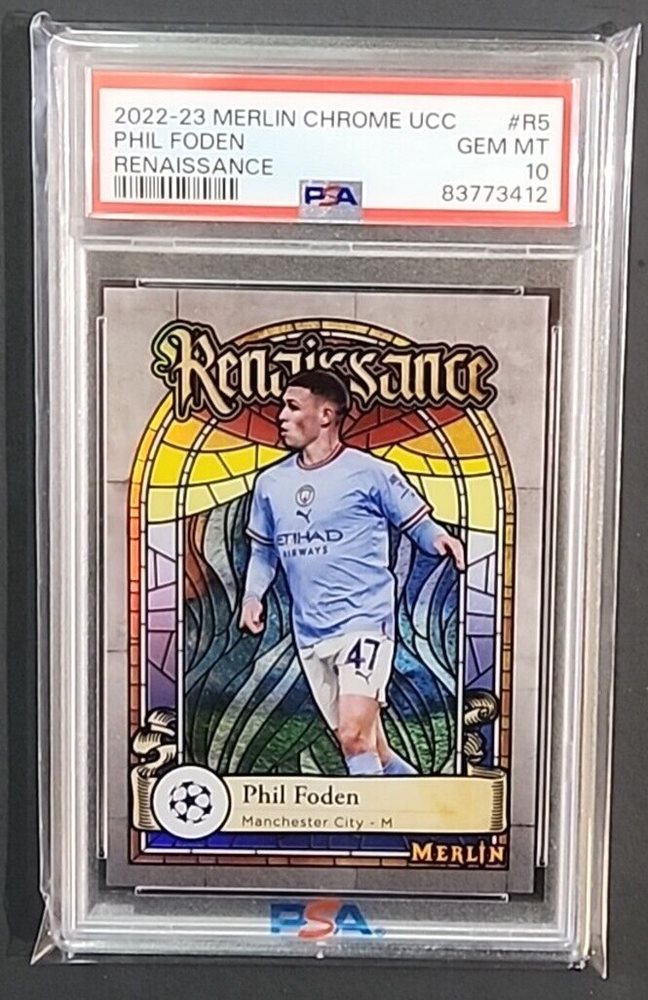 2022-23 MERLIN CHROME UCC #R5
PHIL FODEN GEM MT
RENAISSANCE 10
PSA 83773412
Renaissance
ETIHAD
AIRWAYS
47
Phil Foden
Manchester City - M
MERLIN
PSA